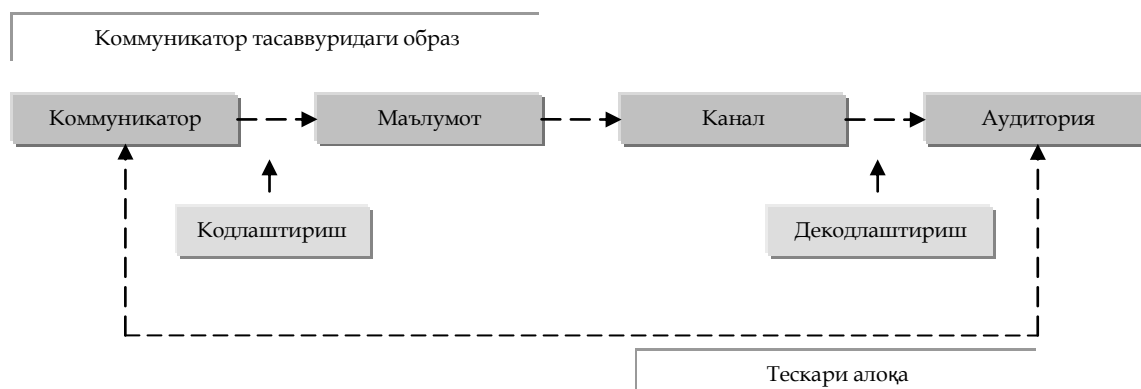 Коммуникатор тасаввуридаги образ
Коммуникатор
Маълумот
Канал
Аудитория
Кодлаштириш
Декодлаштириш
Тескари алоқа